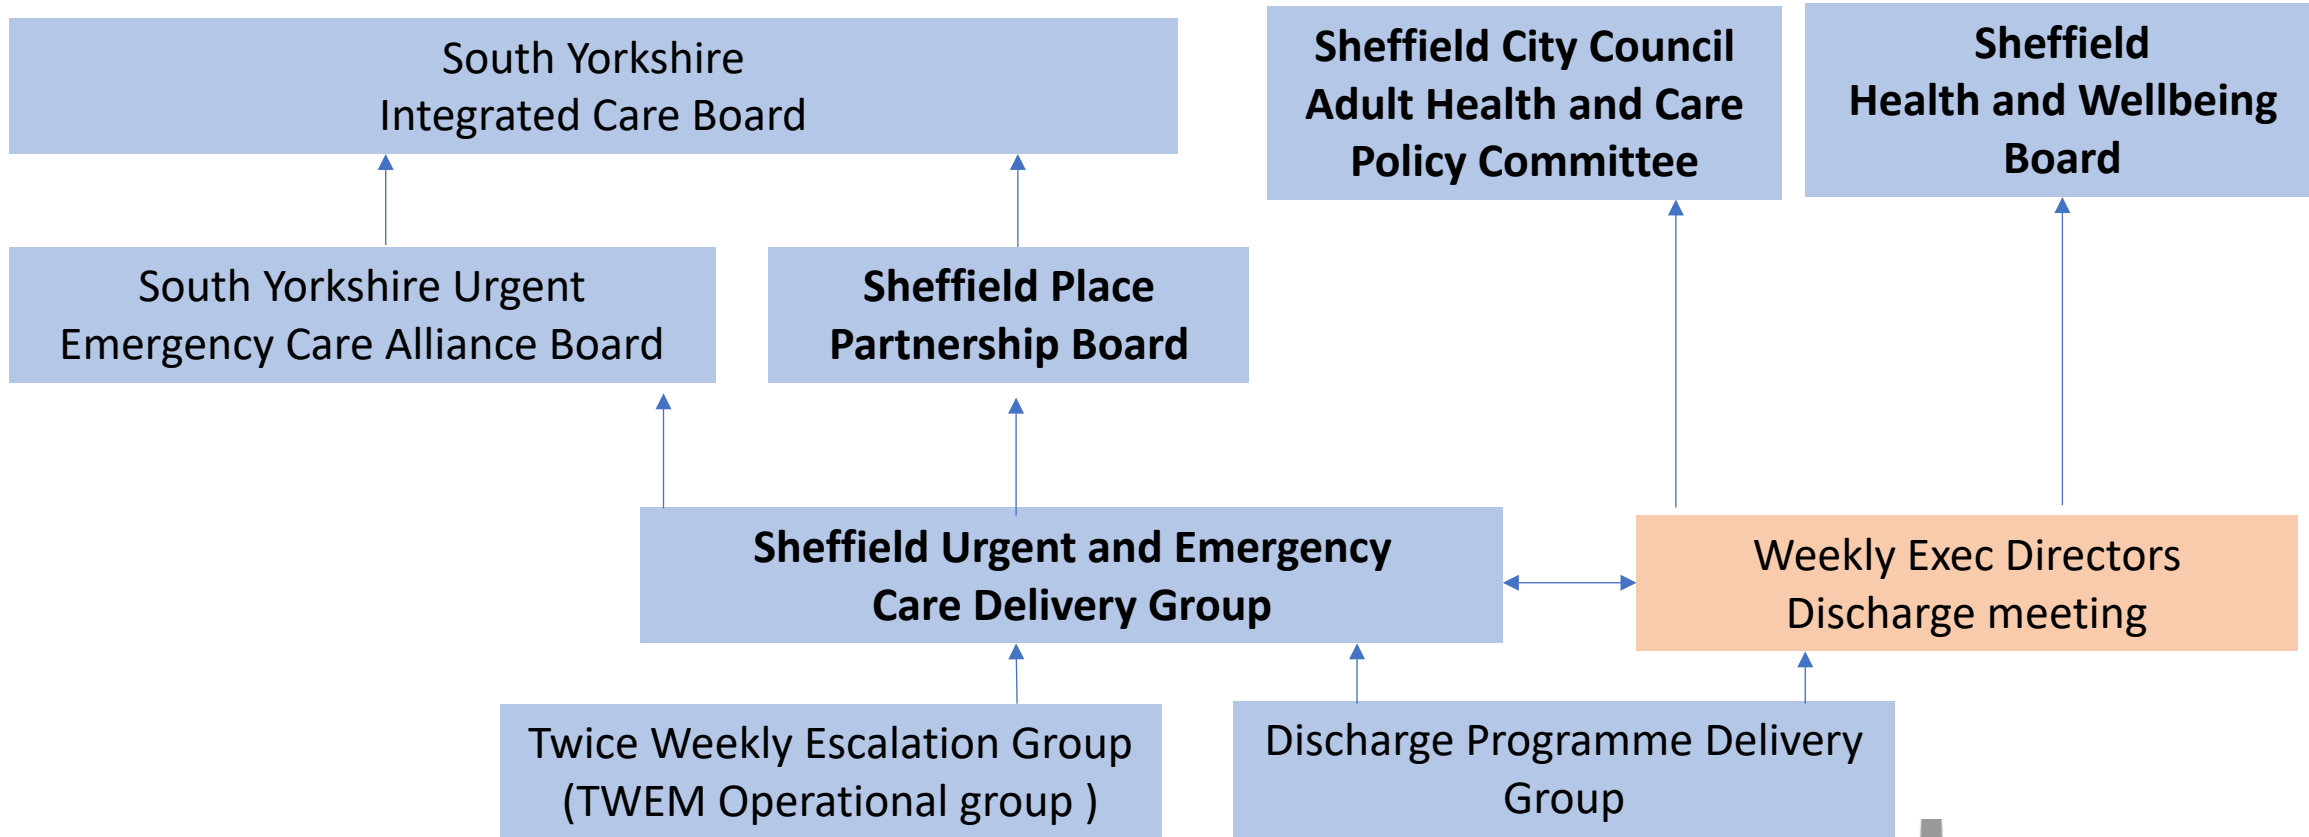 South Yorkshire
Integrated Care Board
Sheffield City Council
Adult Health and Care
Policy Committee
Sheffield
Health and Wellbeing
Board
South Yorkshire Urgent
Emergency Care Alliance Board
Sheffield Place
Partnership Board
Sheffield Urgent and Emergency
Care Delivery Group
Weekly Exec Directors
Discharge meeting
Twice Weekly Escalation Group
(TWEM Operational group )
Discharge Programme Delivery
Group